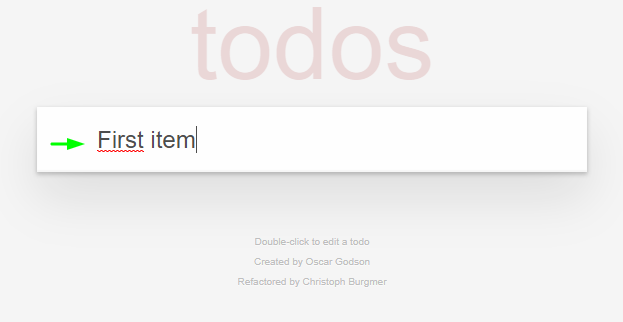 todos
First item
Double-click to edit a todo
Created by Oscar Godson
Refactored by Christoph Burgmer